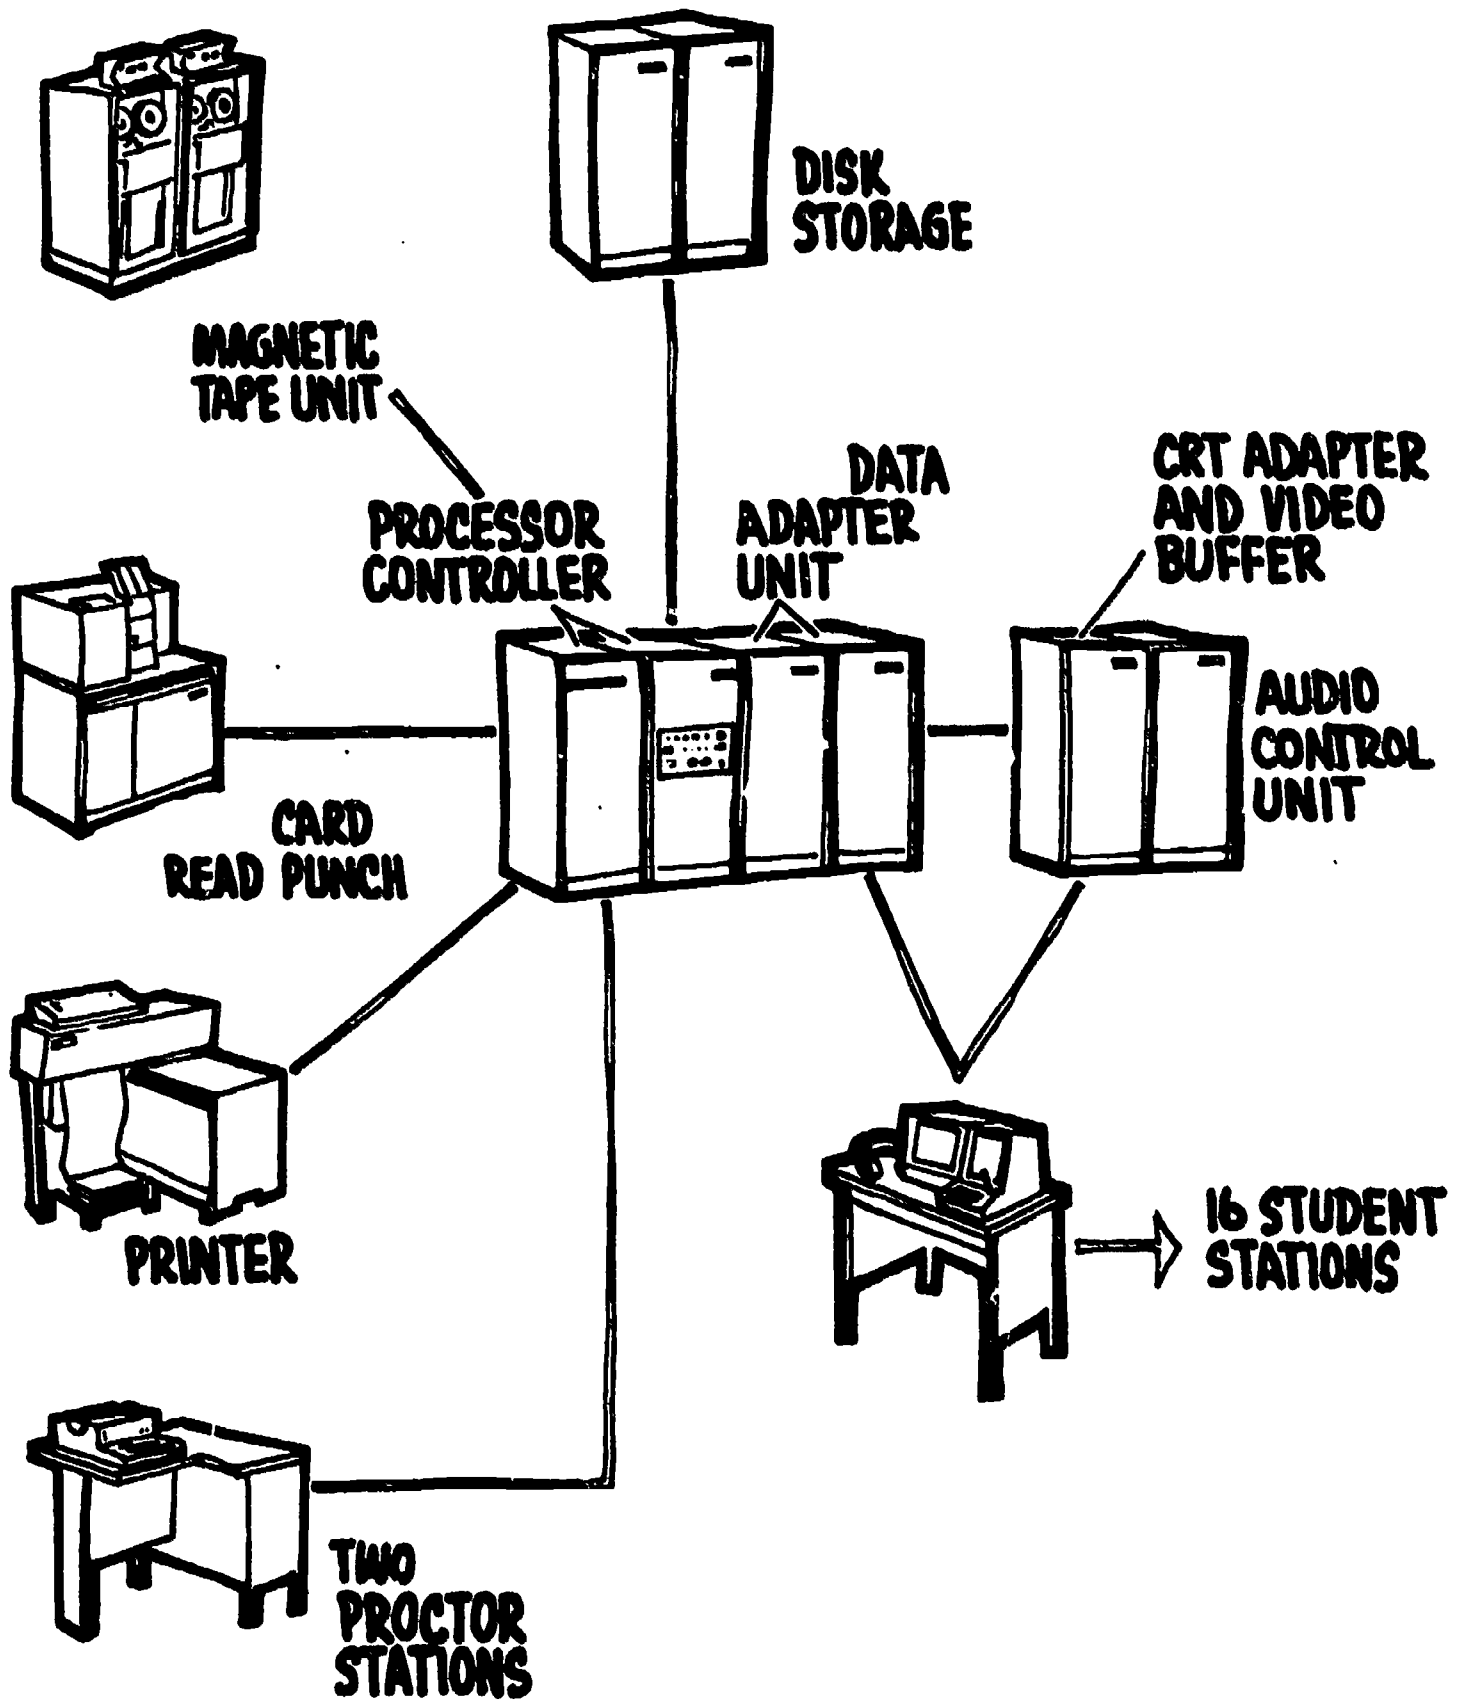 DISK
STORAGE
MAGNETIC
TAPE UNIT
PROCESSOR
CONTROLLER
DATA
ADAPTER
UNIT
CRT ADAPTER
AND VIDEO
BUFFER
AUDIO
CONTROL
UNIT
CARD
READ PUNCH
PRINTER
16 STUDENT
STATIONS
TWO
PROCTOR
STATIONS